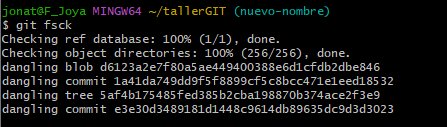 jonat@F_Joya MINGW64 ~/tallerGIT (nuevo-nombre)
$ git fsck
Checking ref database: 100% (1/1), done.
Checking object directories: 100% (256/256), done.
dangling blob d6123a2e7f80a5ae449400388e6d1cfdb2dbe846
dangling commit 1a41da749dd9f5f8899cf5c8bcc471e1eed18532
dangling tree 5af4b175485fed385b2cba198870b374ace2f3e9
dangling commit e3e30d3489181d1448c9614db89635dc9d3d3023